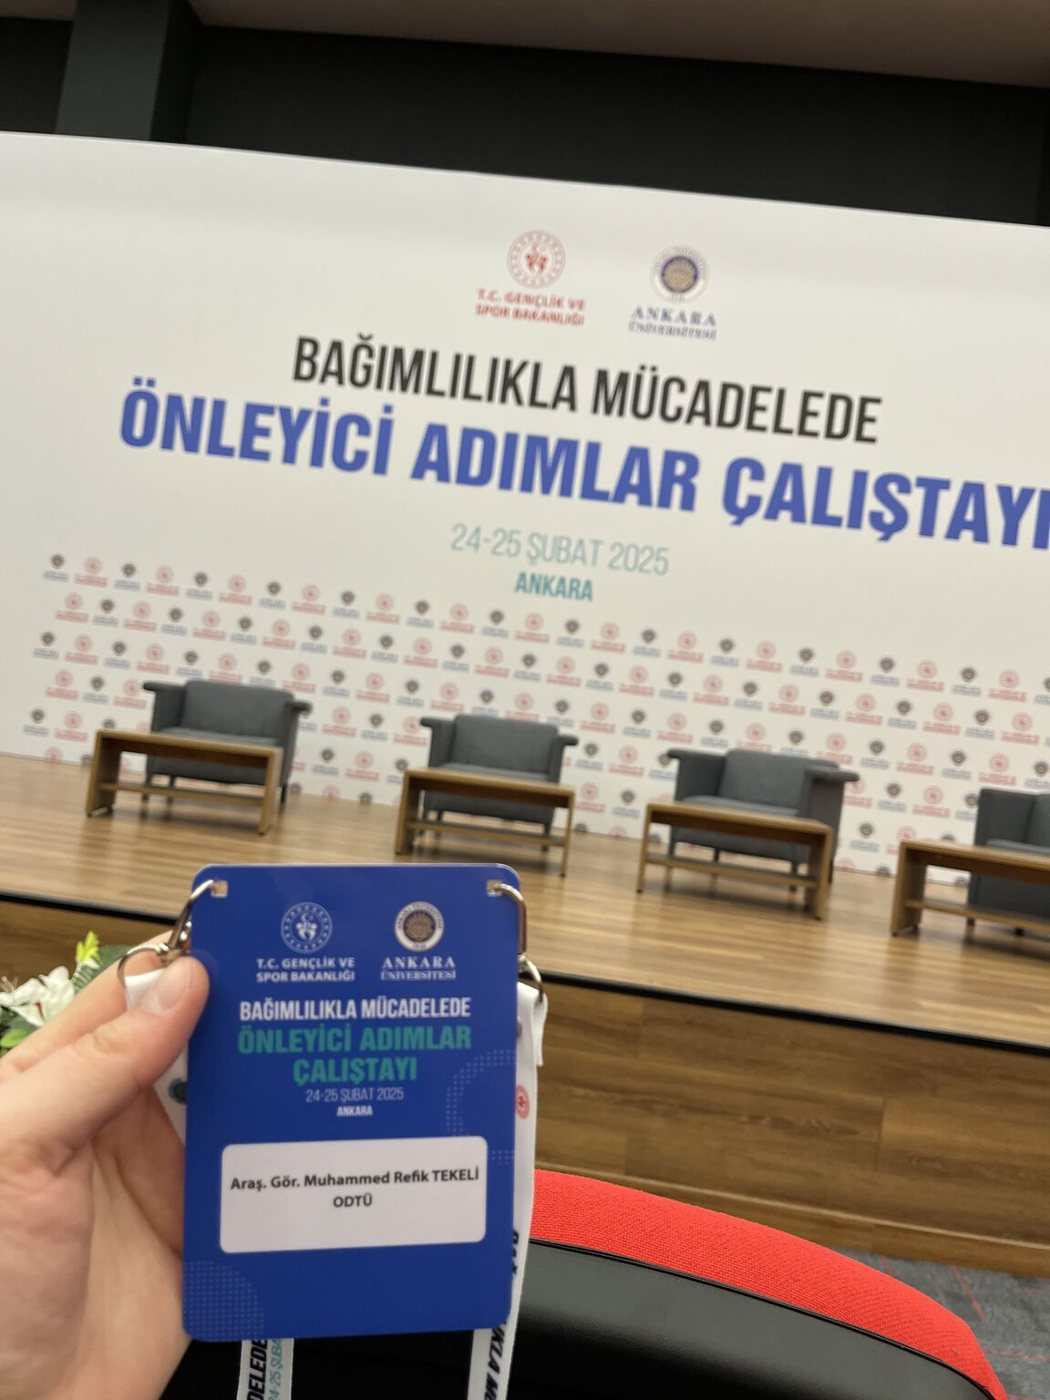 T.C. GENÇLİK VE
SPOR BAKANLIĞI
ANKARA
ÜNİVERSİTESİ
BAĞIMLILIKLA MÜCADELEDE
ÖNLEYİCİ ADIMLAR ÇALIŞTAYI
24-25 ŞUBAT 2025
ANKARA
T.C. GENÇLİK VE
SPOR BAKANLIĞI
ANKARA
ÜNİVERSİTESİ
BAĞIMLILIKLA MÜCADELEDE
ÖNLEYİCİ ADIMLAR
ÇALIŞTAYI
24-25 ŞUBAT 2025
ANKARA
Araş. Gör. Muhammed Refik TEKELİ
ODTÜ